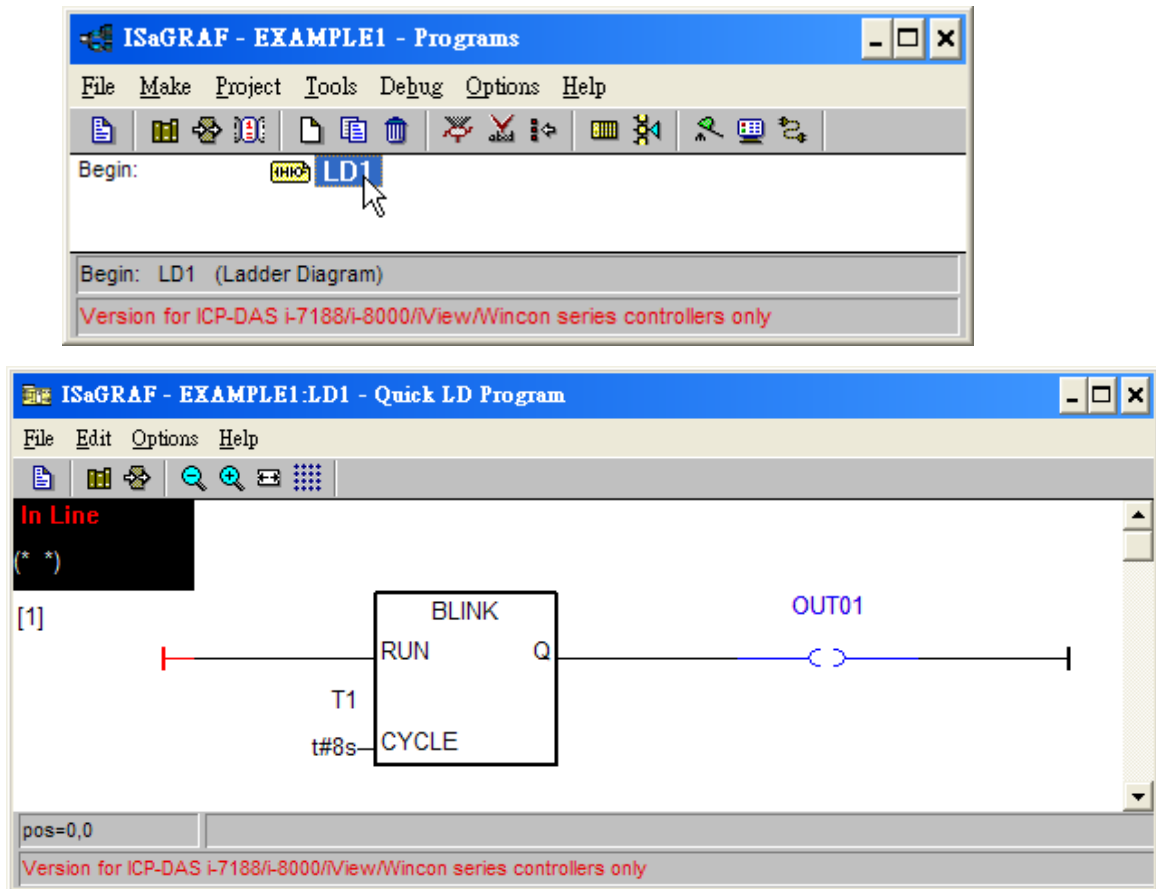 ISaGRAF - EXAMPLE1 - Programs
File Make Project Tools Debug Options Help
Begin: LD1
Begin: LD1 (Ladder Diagram)
Version for ICP-DAS i-7188/i-8000/iView/Wincon series controllers only
ISaGRAF - EXAMPLE1:LD1 - Quick LD Program
File Edit Options Help
In Line
(* *)
[1]
BLINK
OUT01
RUN Q
T1
t#8s CYCLE
pos=0,0
Version for ICP-DAS i-7188/i-8000/iView/Wincon series controllers only